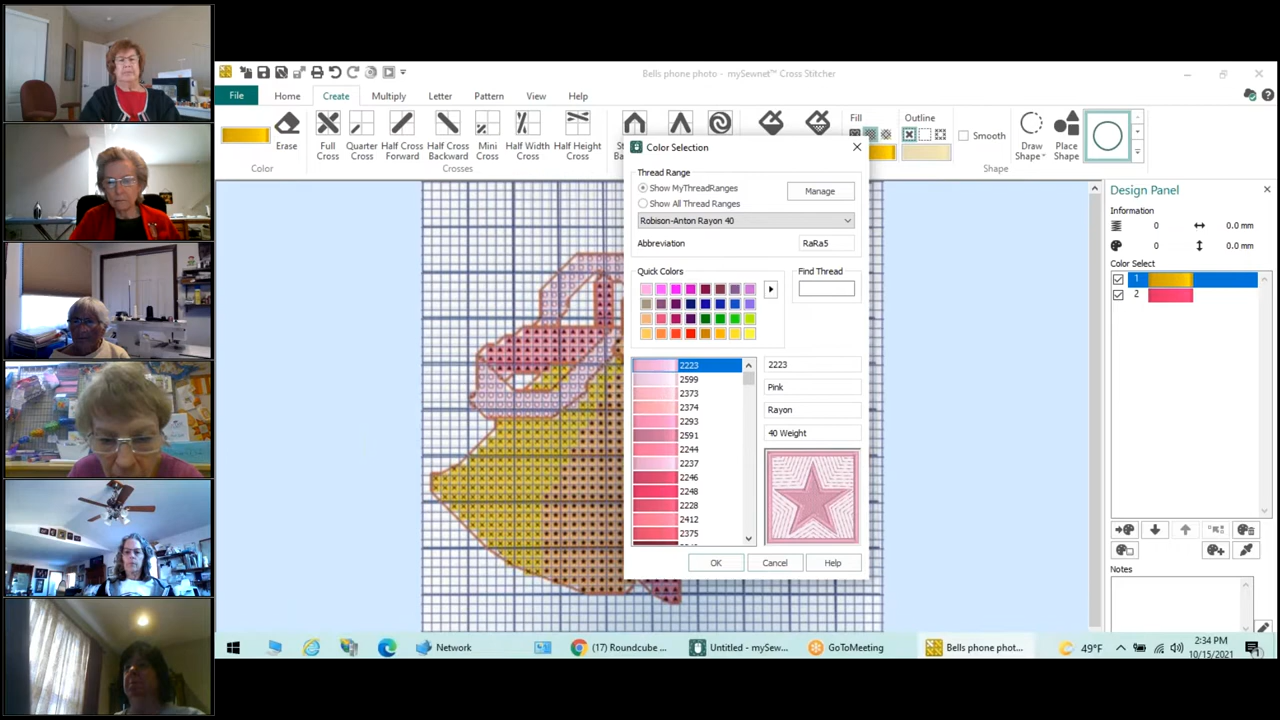 Bells phone photo - mySewnet™ Cross Stitcher
File Home Create Multiply Letter Pattern View Help
Erase
Full Cross
Quarter Cross
Half Cross Forward
Half Cross Backward
Mini Cross
Half Width Cross
Half Height Cross
Fill
Outline
Smooth
Draw Shape
Place Shape
Color
Crosses
Shape
Color Selection
Thread Range
Show MyThreadRanges
Manage
Show All Thread Ranges
Robison-Anton Rayon 40
Abbreviation RaRa5
Quick Colors
Find Thread
2223
2599
2373
2374
2293
2591
2244
2237
2246
2248
2228
2412
2375
2223
Pink
Rayon
40 Weight
OK Cancel Help
Design Panel
Information
0 0.0 mm
0 0.0 mm
Color Select
1
2
Notes
Network
(17) Roundcube ...
Untitled - mySew...
GoToMeeting
Bells phone phot...
49°F
2:34 PM
10/15/2021